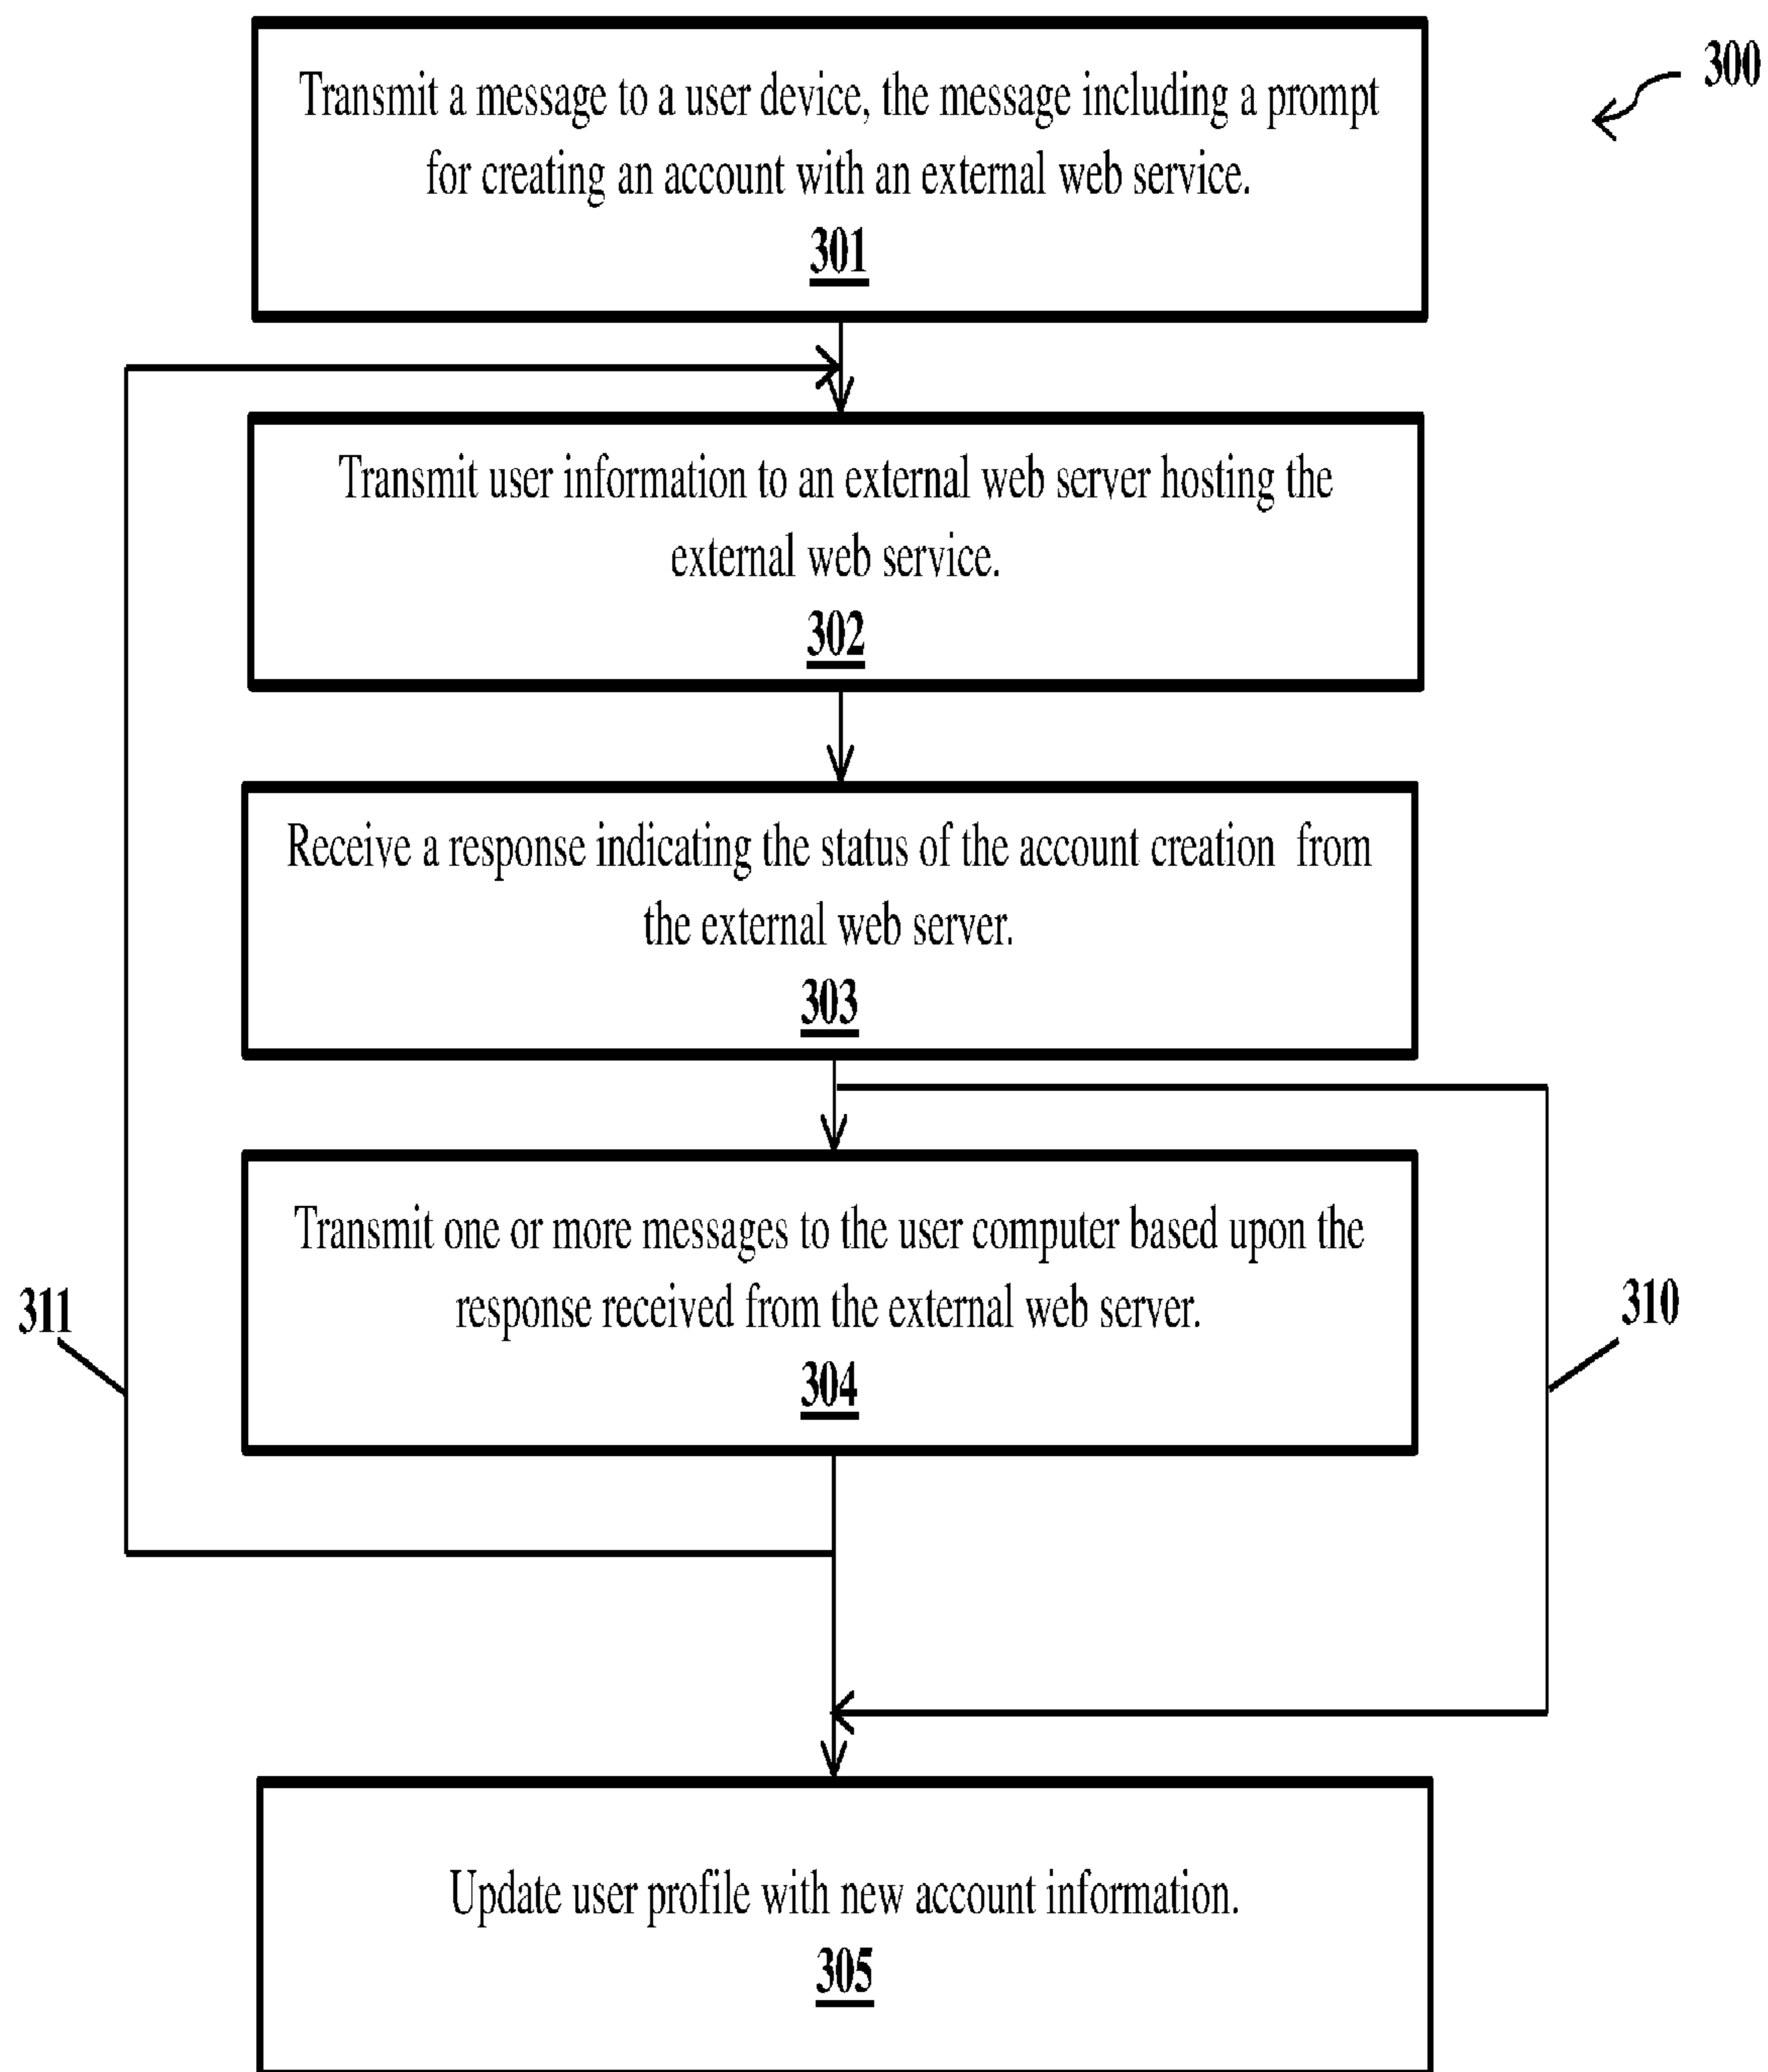 300
Transmit a message to a user device, the message including a prompt
for creating an account with an external web service.
301
Transmit user information to an external web server hosting the
external web service.
302
Receive a response indicating the status of the account creation from
the external web server.
303
Transmit one or more messages to the user computer based upon the
response received from the external web server.
304
311
310
Update user profile with new account information.
305